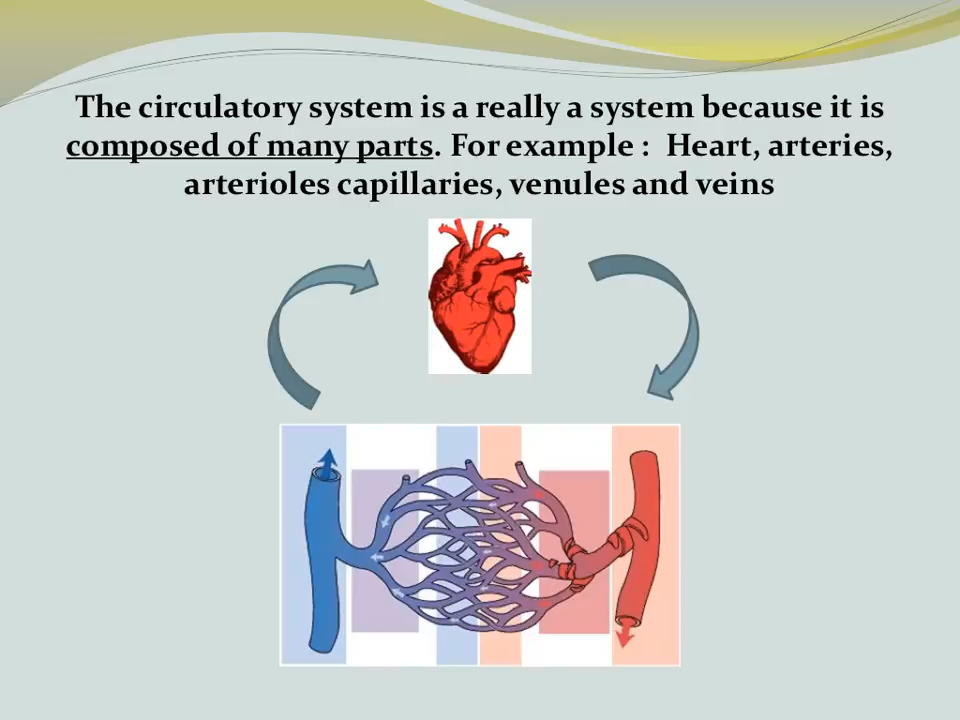 The circulatory system is a really a system because it is
composed of many parts. For example :  Heart, arteries,
arterioles capillaries, venules and veins